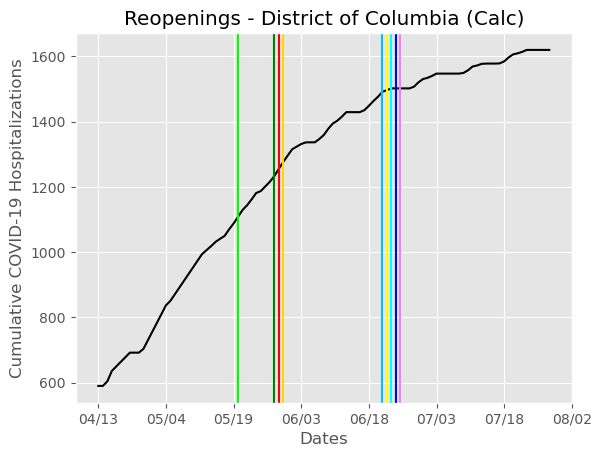 Reopenings - District of Columbia (Calc)
Cumulative COVID-19 Hospitalizations
1600
1400
1200
1000
800
600
04/13 05/04 05/19 06/03 06/18 07/03 07/18 08/02
Dates